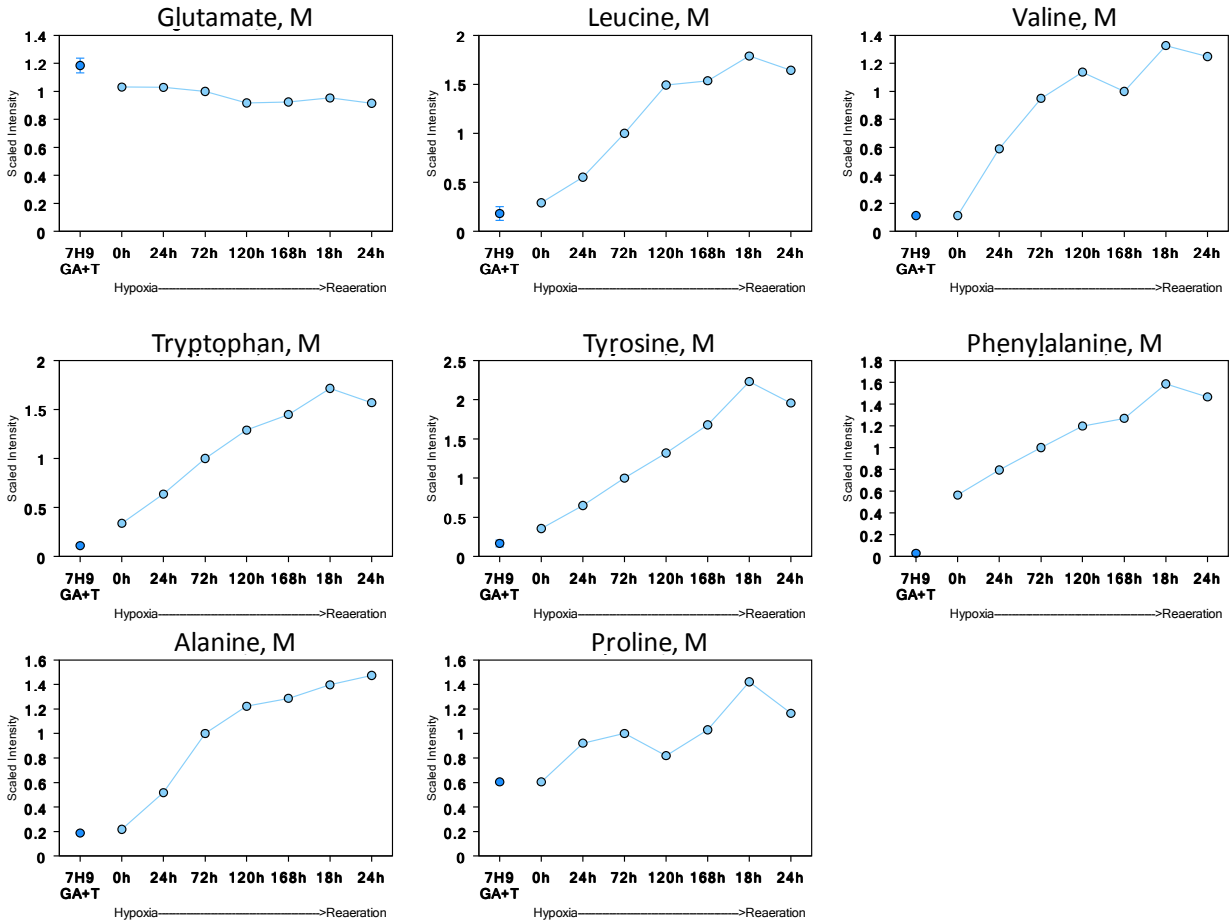 Glutamate, M
Scaled Intensity
1.4
1.2
1
0.8
0.6
0.4
0.2
0
7H9 GA+T 0h 24h 72h 120h 168h 18h 24h
Hypoxia-------------------------------------------->Reaeration
Leucine, M
Scaled Intensity
2
1.5
1
0.5
0
7H9 GA+T 0h 24h 72h 120h 168h 18h 24h
Hypoxia-------------------------------------------->Reaeration
Valine, M
Scaled Intensity
1.4
1.2
1
0.8
0.6
0.4
0.2
0
7H9 GA+T 0h 24h 72h 120h 168h 18h 24h
Hypoxia-------------------------------------------->Reaeration
Tryptophan, M
Scaled Intensity
2
1.5
1
0.5
0
7H9 GA+T 0h 24h 72h 120h 168h 18h 24h
Hypoxia-------------------------------------------->Reaeration
Tyrosine, M
Scaled Intensity
2.5
2
1.5
1
0.5
0
7H9 GA+T 0h 24h 72h 120h 168h 18h 24h
Hypoxia-------------------------------------------->Reaeration
Phenylalanine, M
Scaled Intensity
1.8
1.6
1.4
1.2
1
0.8
0.6
0.4
0.2
0
7H9 GA+T 0h 24h 72h 120h 168h 18h 24h
Hypoxia-------------------------------------------->Reaeration
Alanine, M
Scaled Intensity
1.6
1.4
1.2
1
0.8
0.6
0.4
0.2
0
7H9 GA+T 0h 24h 72h 120h 168h 18h 24h
Hypoxia-------------------------------------------->Reaeration
Proline, M
Scaled Intensity
1.6
1.4
1.2
1
0.8
0.6
0.4
0.2
0
7H9 GA+T 0h 24h 72h 120h 168h 18h 24h
Hypoxia-------------------------------------------->Reaeration